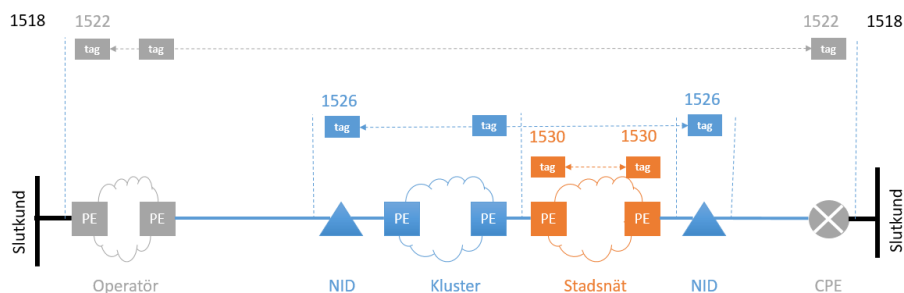 1518 1522 1522 1518
tag tag tag
1526 1526
tag tag tag
1530 1530
tag tag
Slutkund PE PE PE PE PE PE Slutkund
Operatör NID Kluster Stadsnät NID CPE